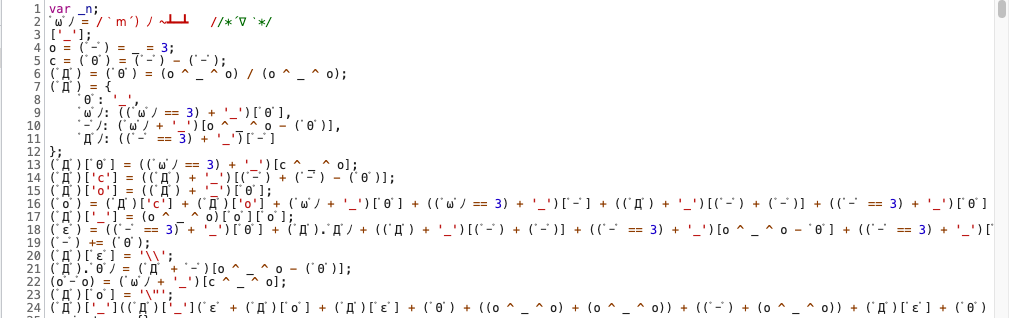 1 var _n;
2 ﾟωﾟﾉ = /｀ｍ´）ﾉ ~┻━┻   //*´∇｀*/
3 ['_'];
4 o = (ﾟｰﾟ) = _ = 3;
5 c = (ﾟΘﾟ) = (ﾟｰﾟ) - (ﾟｰﾟ);
6 (ﾟДﾟ) = (ﾟΘﾟ) = (o ^ _ ^ o) / (o ^ _ ^ o);
7 (ﾟДﾟ) = {
8 ﾟΘﾟ: '_',
9 ﾟωﾟﾉ: ((ﾟωﾟﾉ == 3) + '_')[ﾟΘﾟ],
10 ﾟｰﾟﾉ: (ﾟωﾟﾉ + '_')[o ^ _ ^ o - (ﾟΘﾟ)],
11 ﾟДﾟﾉ: ((ﾟｰﾟ == 3) + '_')[ﾟｰﾟ]
12 };
13 (ﾟДﾟ)[ﾟΘﾟ] = ((ﾟωﾟﾉ == 3) + '_')[c ^ _ ^ o];
14 (ﾟДﾟ)['c'] = ((ﾟДﾟ) + '_')[(ﾟｰﾟ) + (ﾟｰﾟ) - (ﾟΘﾟ)];
15 (ﾟДﾟ)['o'] = ((ﾟДﾟ) + '_')[ﾟΘﾟ];
16 (ﾟoﾟ) = (ﾟДﾟ)['c'] + (ﾟДﾟ)['o'] + (ﾟωﾟﾉ + '_')[ﾟΘﾟ] + ((ﾟωﾟﾉ == 3) + '_')[ﾟｰﾟ] + ((ﾟДﾟ) + '_')[(ﾟｰﾟ) + (ﾟｰﾟ)] + ((ﾟｰﾟ == 3) + '_')[ﾟΘﾟ]
17 (ﾟДﾟ)['_'] = (o ^ _ ^ o)[ﾟoﾟ][ﾟoﾟ];
18 (ﾟεﾟ) = ((ﾟｰﾟ == 3) + '_')[ﾟΘﾟ] + (ﾟДﾟ).ﾟДﾟﾉ + ((ﾟДﾟ) + '_')[(ﾟｰﾟ) + (ﾟｰﾟ)] + ((ﾟｰﾟ == 3) + '_')[o ^ _ ^ o - ﾟΘﾟ] + ((ﾟｰﾟ == 3) + '_')[
19 (ﾟｰﾟ) += (ﾟΘﾟ);
20 (ﾟДﾟ)[ﾟεﾟ] = '\\';
21 (ﾟДﾟ).ﾟΘﾟﾉ = (ﾟДﾟ + ﾟｰﾟ)[o ^ _ ^ o - (ﾟΘﾟ)];
22 (oﾟｰﾟo) = (ﾟωﾟﾉ + '_')[c ^ _ ^ o];
23 (ﾟДﾟ)[ﾟoﾟ] = '\"';
24 (ﾟДﾟ)['_']((ﾟДﾟ)['_'](ﾟεﾟ + (ﾟДﾟ)[ﾟoﾟ] + (ﾟДﾟ)[ﾟεﾟ] + (ﾟΘﾟ) + ((o ^ _ ^ o) + (o ^ _ ^ o)) + ((ﾟｰﾟ) + (o ^ _ ^ o)) + (ﾟДﾟ)[ﾟεﾟ] + (ﾟΘﾟ)